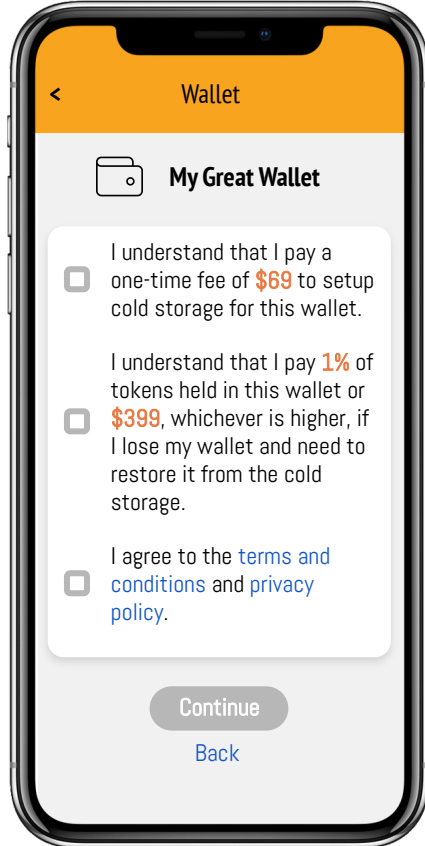 <
Wallet
My Great Wallet
I understand that I pay a
one-time fee of $69 to setup
cold storage for this wallet.
I understand that I pay 1% of
tokens held in this wallet or
$399, whichever is higher, if
I lose my wallet and need to
restore it from the cold
storage.
I agree to the terms and
conditions and privacy
policy.
Continue
Back